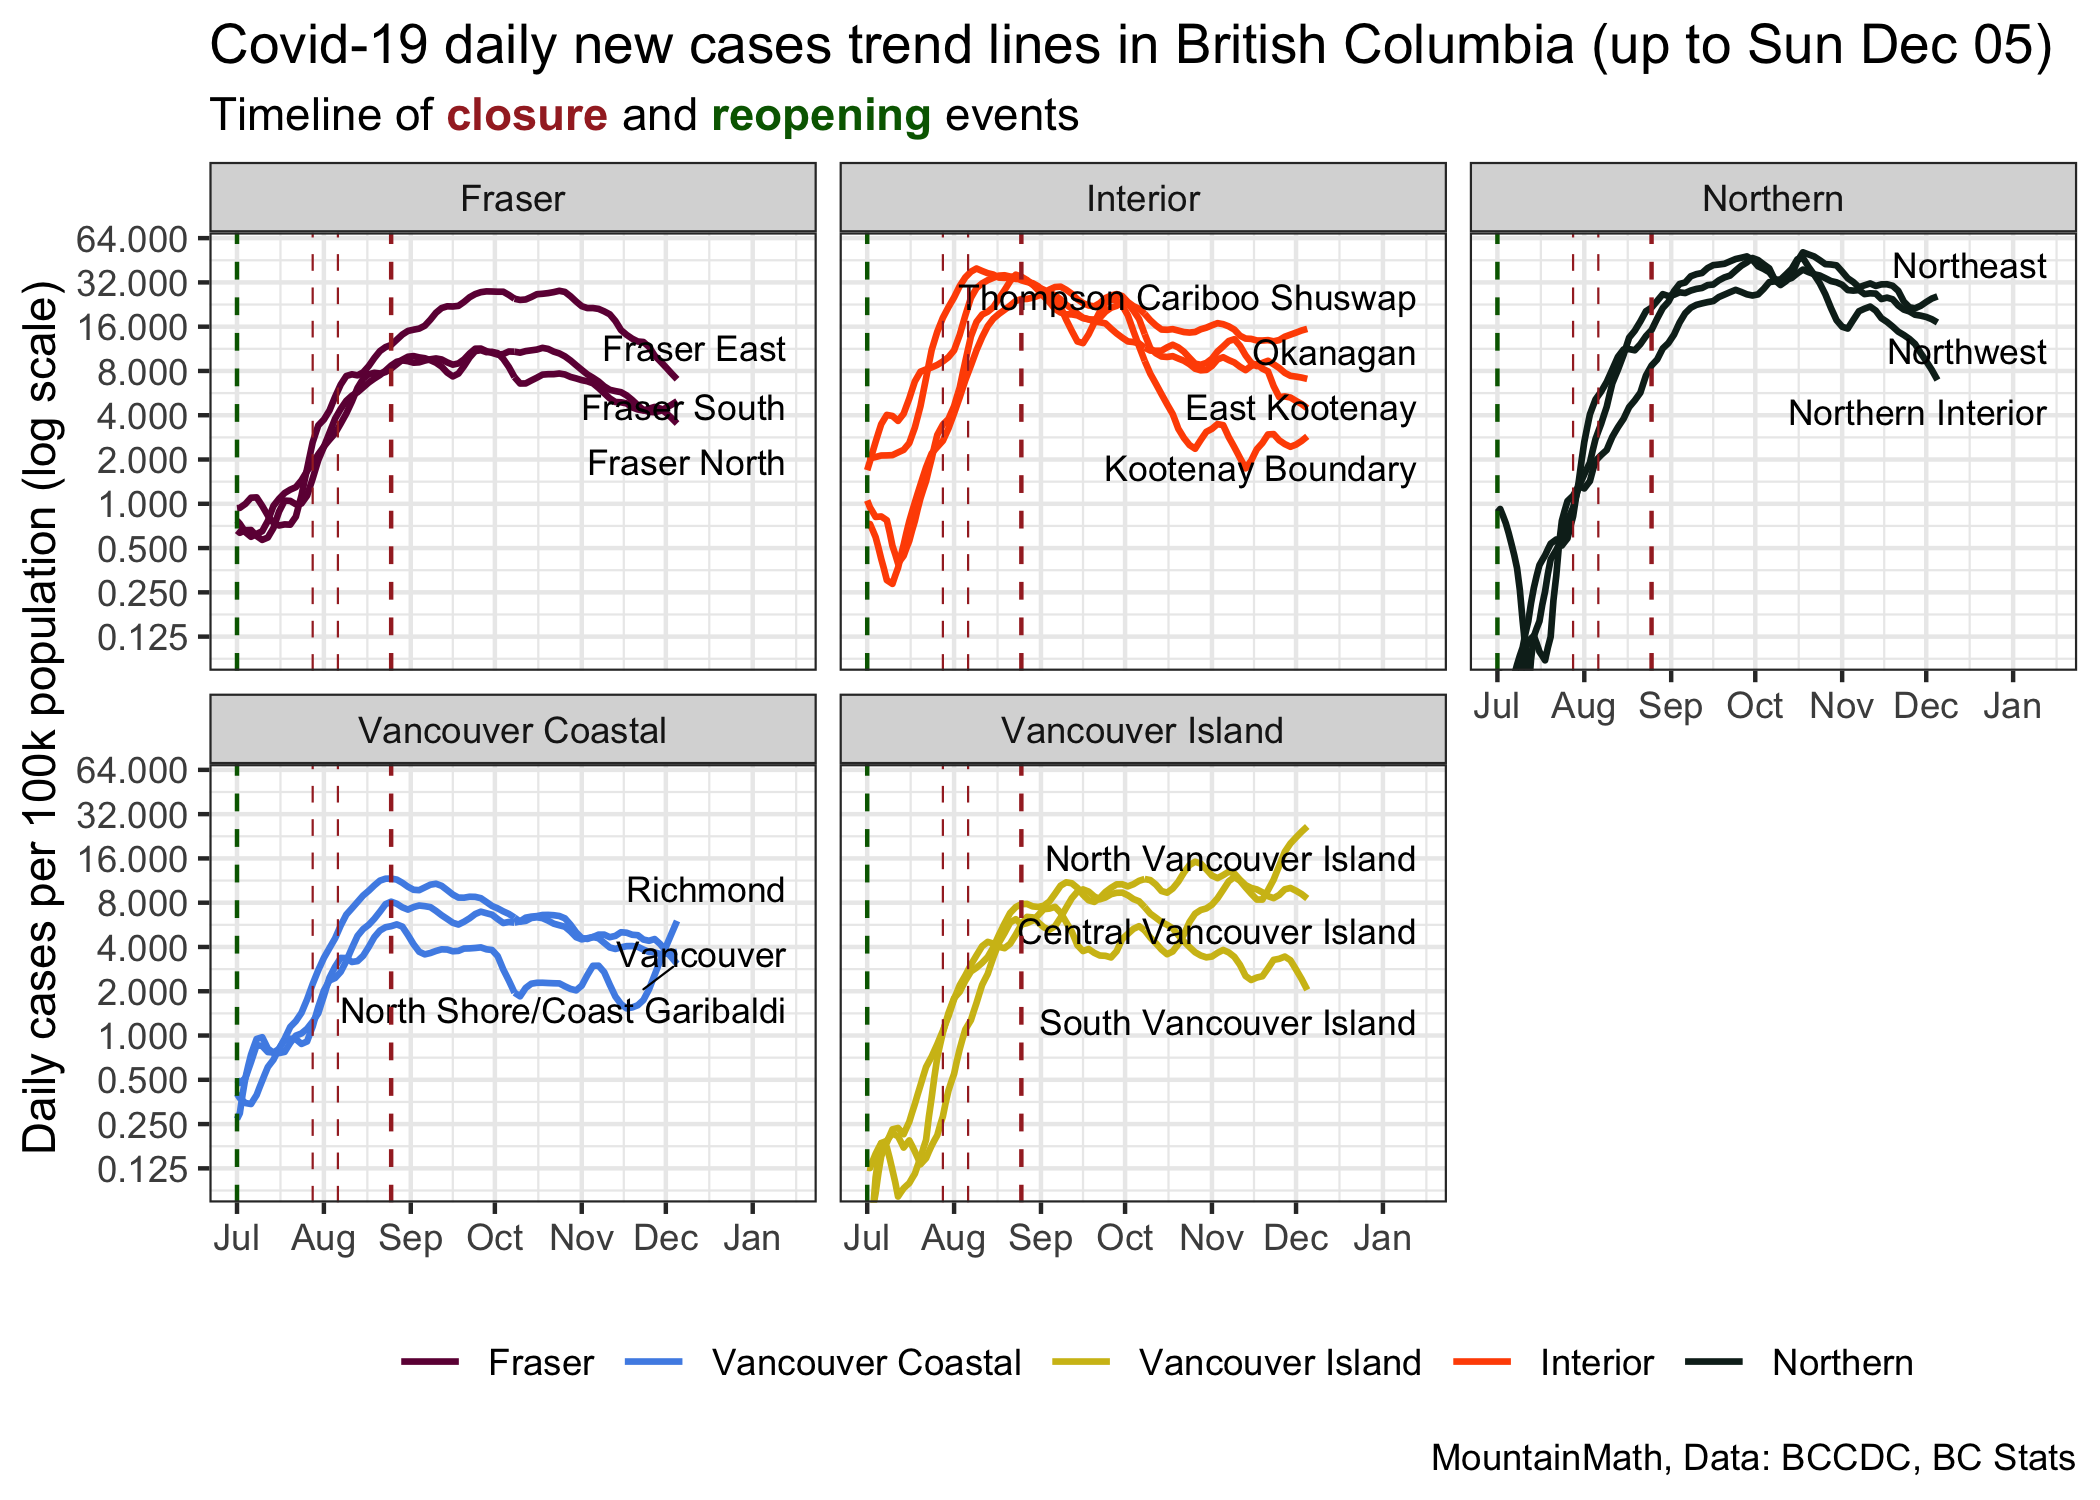 Covid-19 daily new cases trend lines in British Columbia (up to Sun Dec 05)
Timeline of closure and reopening events
Daily cases per 100k population (log scale)
Fraser
64.000
32.000
16.000
8.000
4.000
2.000
1.000
0.500
0.250
0.125
Fraser East
Fraser South
Fraser North
Interior
Thompson Cariboo Shuswap
Okanagan
East Kootenay
Kootenay Boundary
Northern
Northeast
Northwest
Northern Interior
Jul Aug Sep Oct Nov Dec Jan
Vancouver Coastal
64.000
32.000
16.000
8.000
4.000
2.000
1.000
0.500
0.250
0.125
Richmond
Vancouver
North Shore/Coast Garibaldi
Jul Aug Sep Oct Nov Dec Jan
Vancouver Island
North Vancouver Island
Central Vancouver Island
South Vancouver Island
Jul Aug Sep Oct Nov Dec Jan
Fraser Vancouver Coastal Vancouver Island Interior Northern
MountainMath, Data: BCCDC, BC Stats